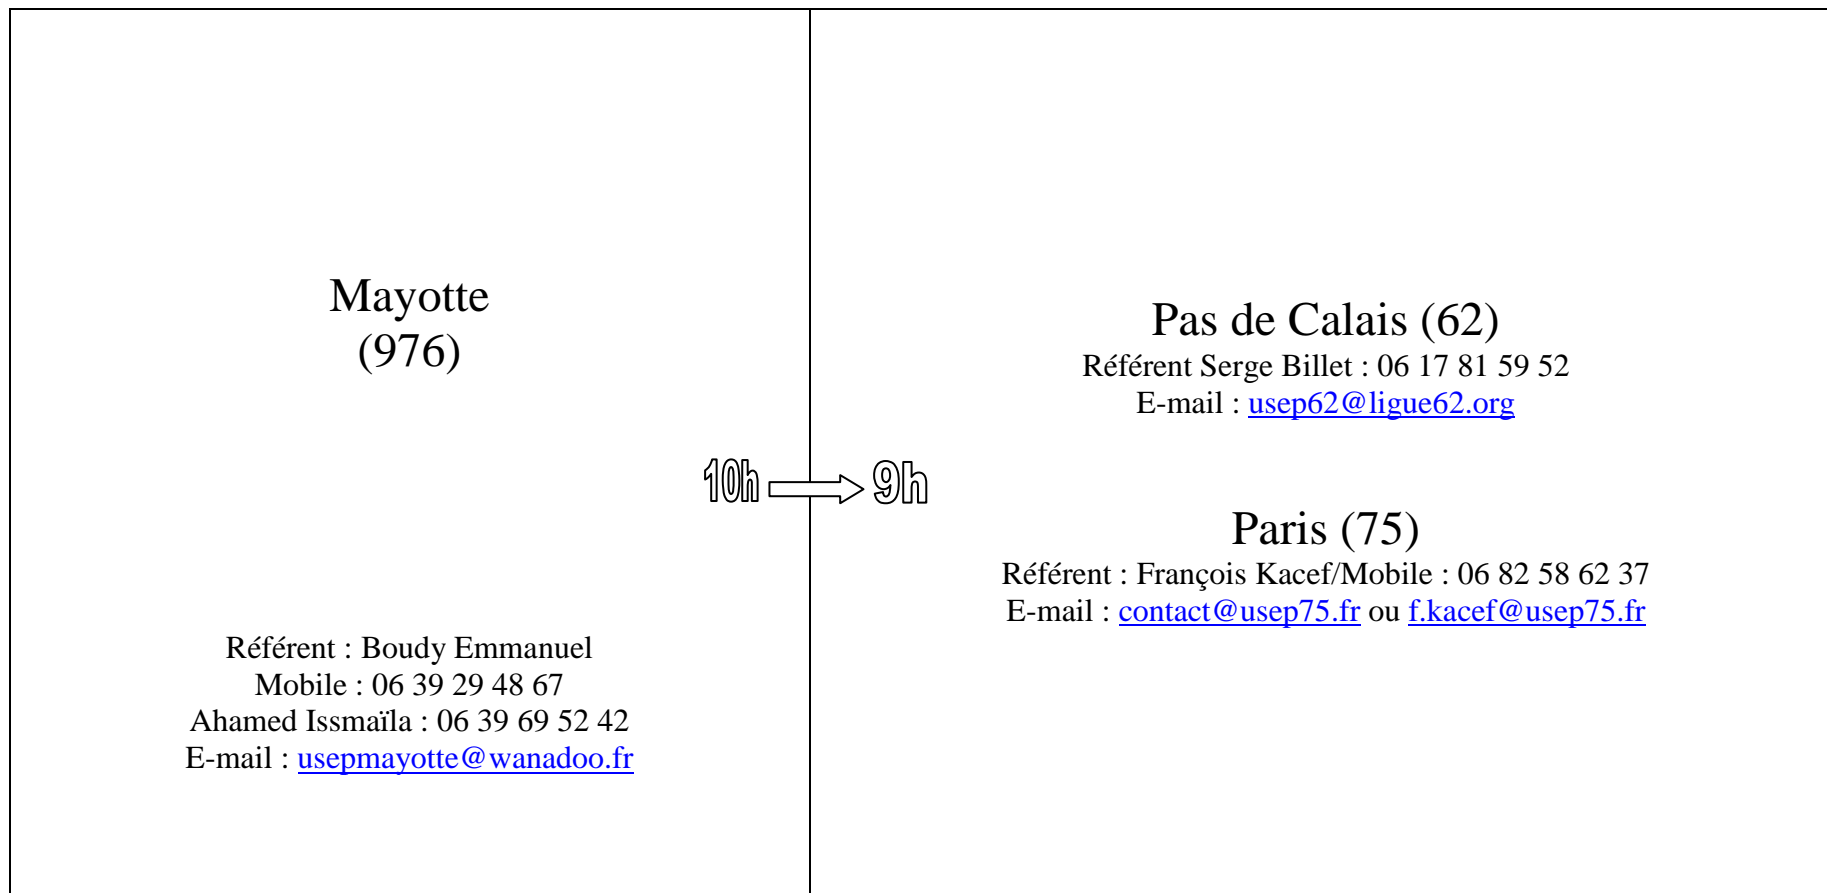 Mayotte
(976)
Référent : Boudy Emmanuel
Mobile : 06 39 29 48 67
Ahamed Issmaïla : 06 39 69 52 42
E-mail : usepmayotte@wanadoo.fr
10h
9h
Pas de Calais (62)
Référent Serge Billet : 06 17 81 59 52
E-mail : usep62@ligue62.org
Paris (75)
Référent : François Kacef/Mobile : 06 82 58 62 37
E-mail : contact@usep75.fr ou f.kacef@usep75.fr